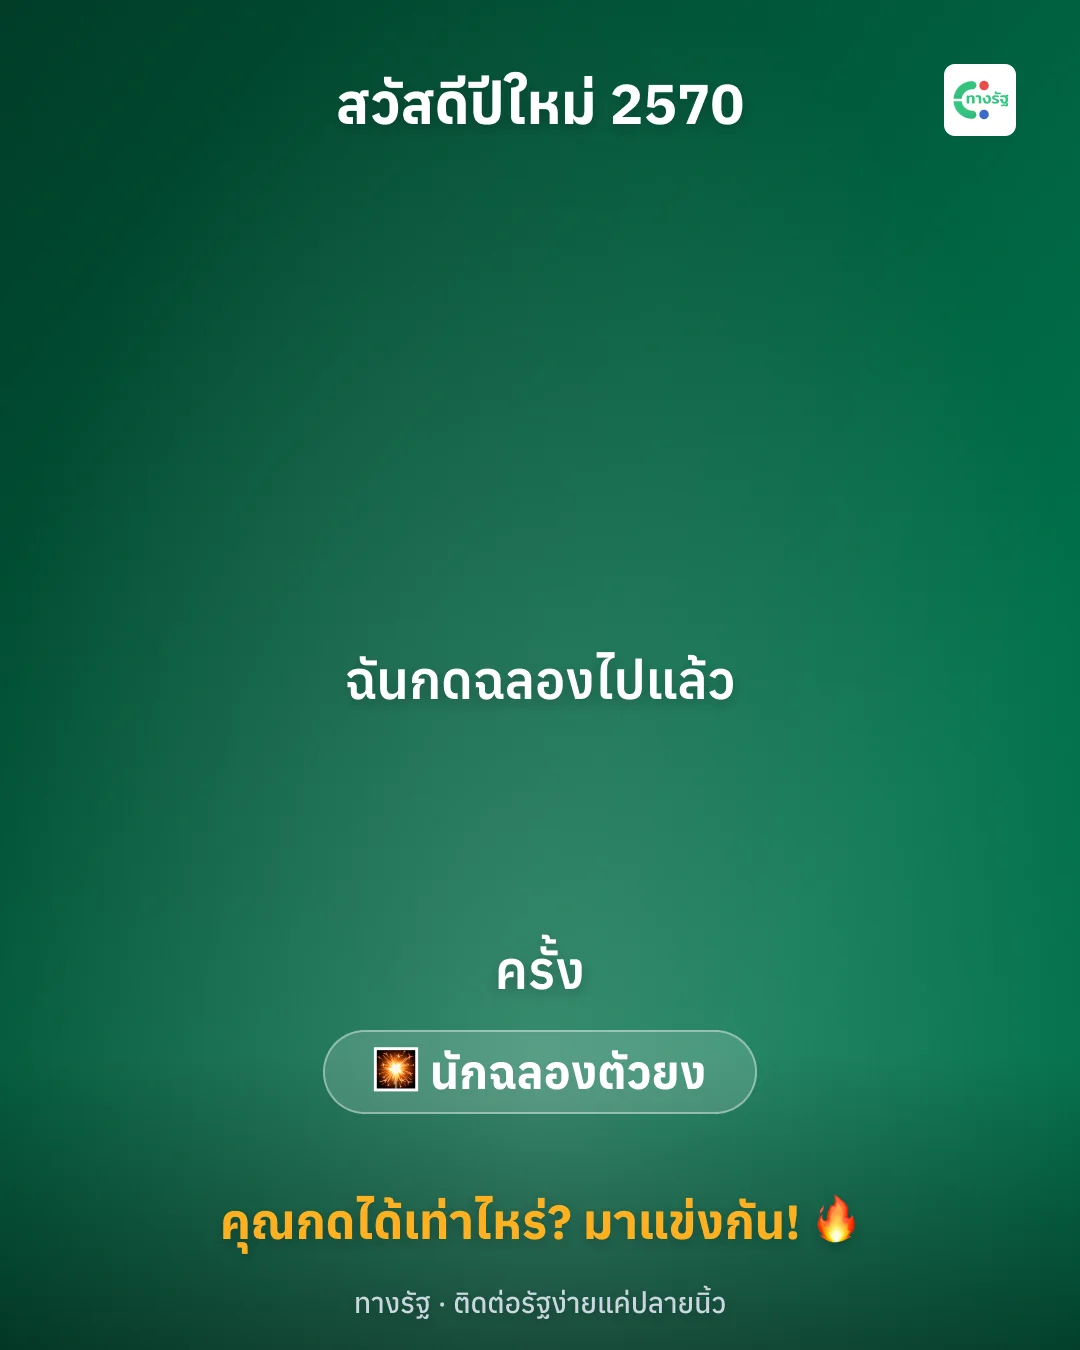 สวัสดีปีใหม่ 2570
ทางรัฐ
ฉันกดฉลองไปแล้ว
ครั้ง
🎇 นักฉลองตัวยง
คุณกดได้เท่าไหร่? มาแข่งกัน! 🔥
ทางรัฐ · ติดต่อรัฐง่ายแค่ปลายนิ้ว